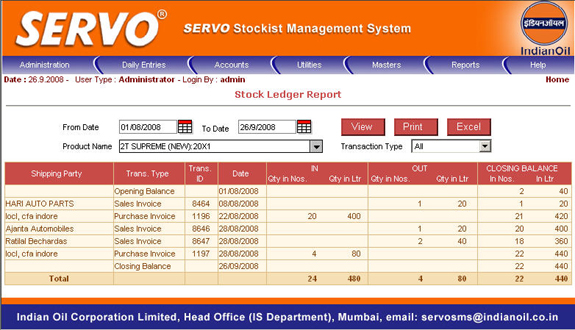 SERVO®
SERVO Stockist Management System
इंडियनऑयल
IndianOil
Administration Daily Entries Accounts Utilities Masters Reports Help
Date : 26.9.2008 - User Type : Administrator - Login By : admin Home
Stock Ledger Report
From Date 01/08/2008 To Date 26/9/2008 View Print Excel
Product Name 2T SUPREME (NEW):20X1 Transaction Type All
Shipping Party Trans. Type Trans. ID Date IN OUT CLOSING BALANCE
Qty in Nos. Qty in Ltr Qty in Nos. Qty in Ltr In Nos. In Ltr
Opening Balance 01/08/2008 2 40
HARI AUTO PARTS Sales Invoice 8464 08/08/2008 1 20 1 20
Iocl, cfa indore Purchase Invoice 1196 22/08/2008 20 400 21 420
Ajanta Automobiles Sales Invoice 8646 28/08/2008 1 20 20 400
Ratilal Bechardas Sales Invoice 8647 28/08/2008 2 40 18 360
Iocl, cfa indore Purchase Invoice 1197 28/08/2008 4 80 22 440
Closing Balance 26/09/2008 22 440
Total 24 480 4 80 22 440
Indian Oil Corporation Limited, Head Office (IS Department), Mumbai, email: servosms@indianoil.co.in